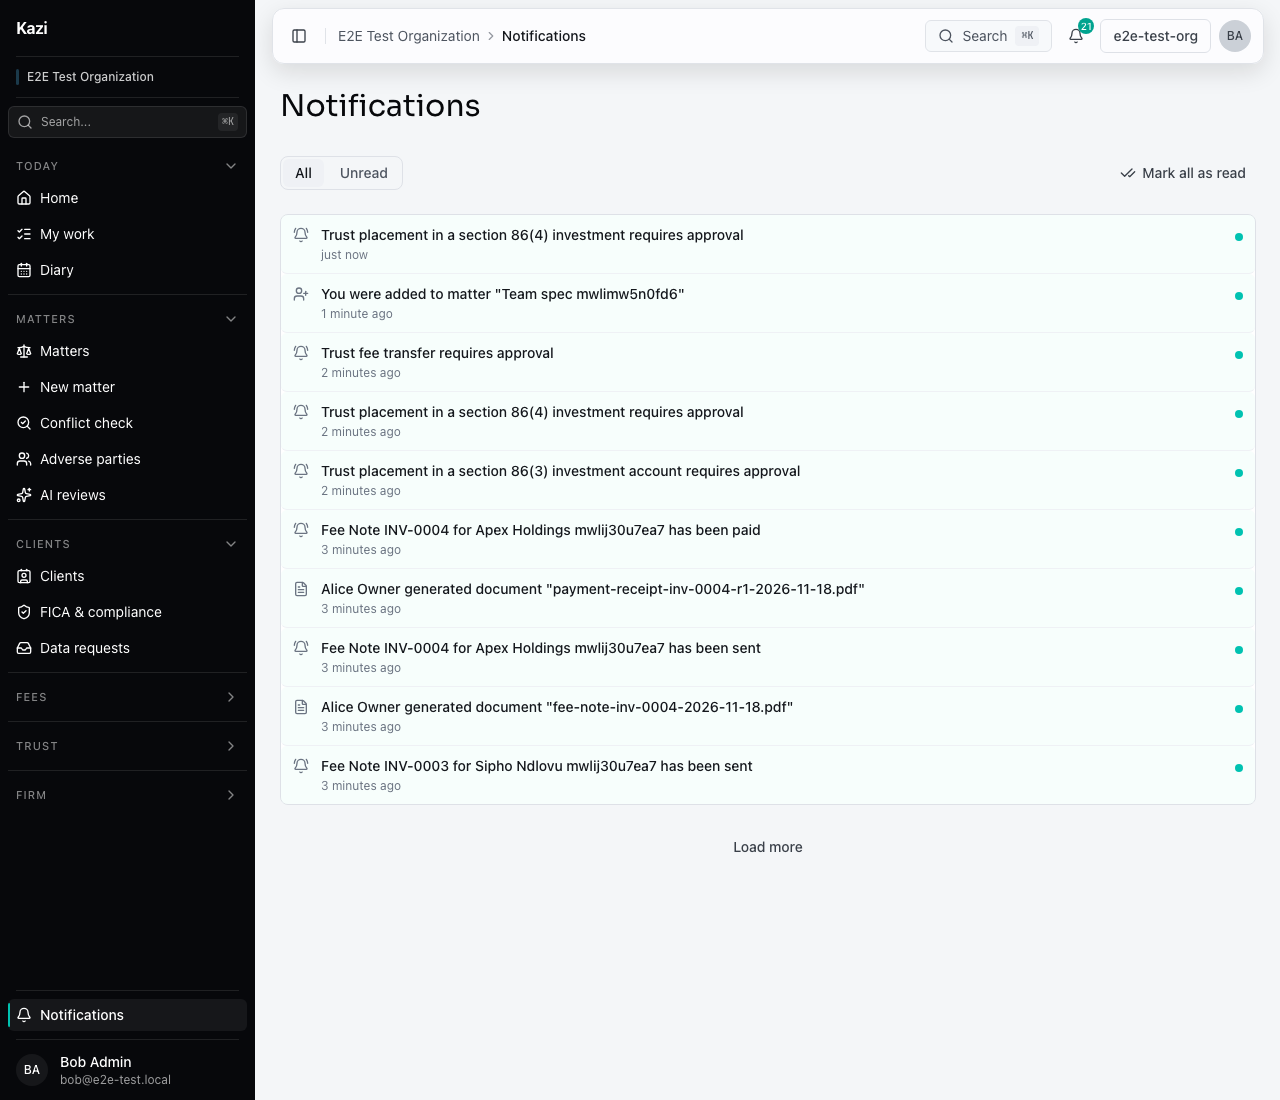 Kazi
E2E Test Organization
Search...
⌘K
TODAY
Home
My work
Diary
MATTERS
Matters
New matter
Conflict check
Adverse parties
AI reviews
CLIENTS
Clients
FICA & compliance
Data requests
FEES
TRUST
FIRM
Notifications
BA
Bob Admin
bob@e2e-test.local
E2E Test Organization
Notifications
Search
⌘K
21
e2e-test-org
BA
Notifications
All
Unread
Mark all as read
Trust placement in a section 86(4) investment requires approval
just now
You were added to matter "Team spec mwlimw5n0fd6"
1 minute ago
Trust fee transfer requires approval
2 minutes ago
Trust placement in a section 86(4) investment requires approval
2 minutes ago
Trust placement in a section 86(3) investment account requires approval
2 minutes ago
Fee Note INV-0004 for Apex Holdings mwlij30u7ea7 has been paid
3 minutes ago
Alice Owner generated document "payment-receipt-inv-0004-r1-2026-11-18.pdf"
3 minutes ago
Fee Note INV-0004 for Apex Holdings mwlij30u7ea7 has been sent
3 minutes ago
Alice Owner generated document "fee-note-inv-0004-2026-11-18.pdf"
3 minutes ago
Fee Note INV-0003 for Sipho Ndlovu mwlij30u7ea7 has been sent
3 minutes ago
Load more